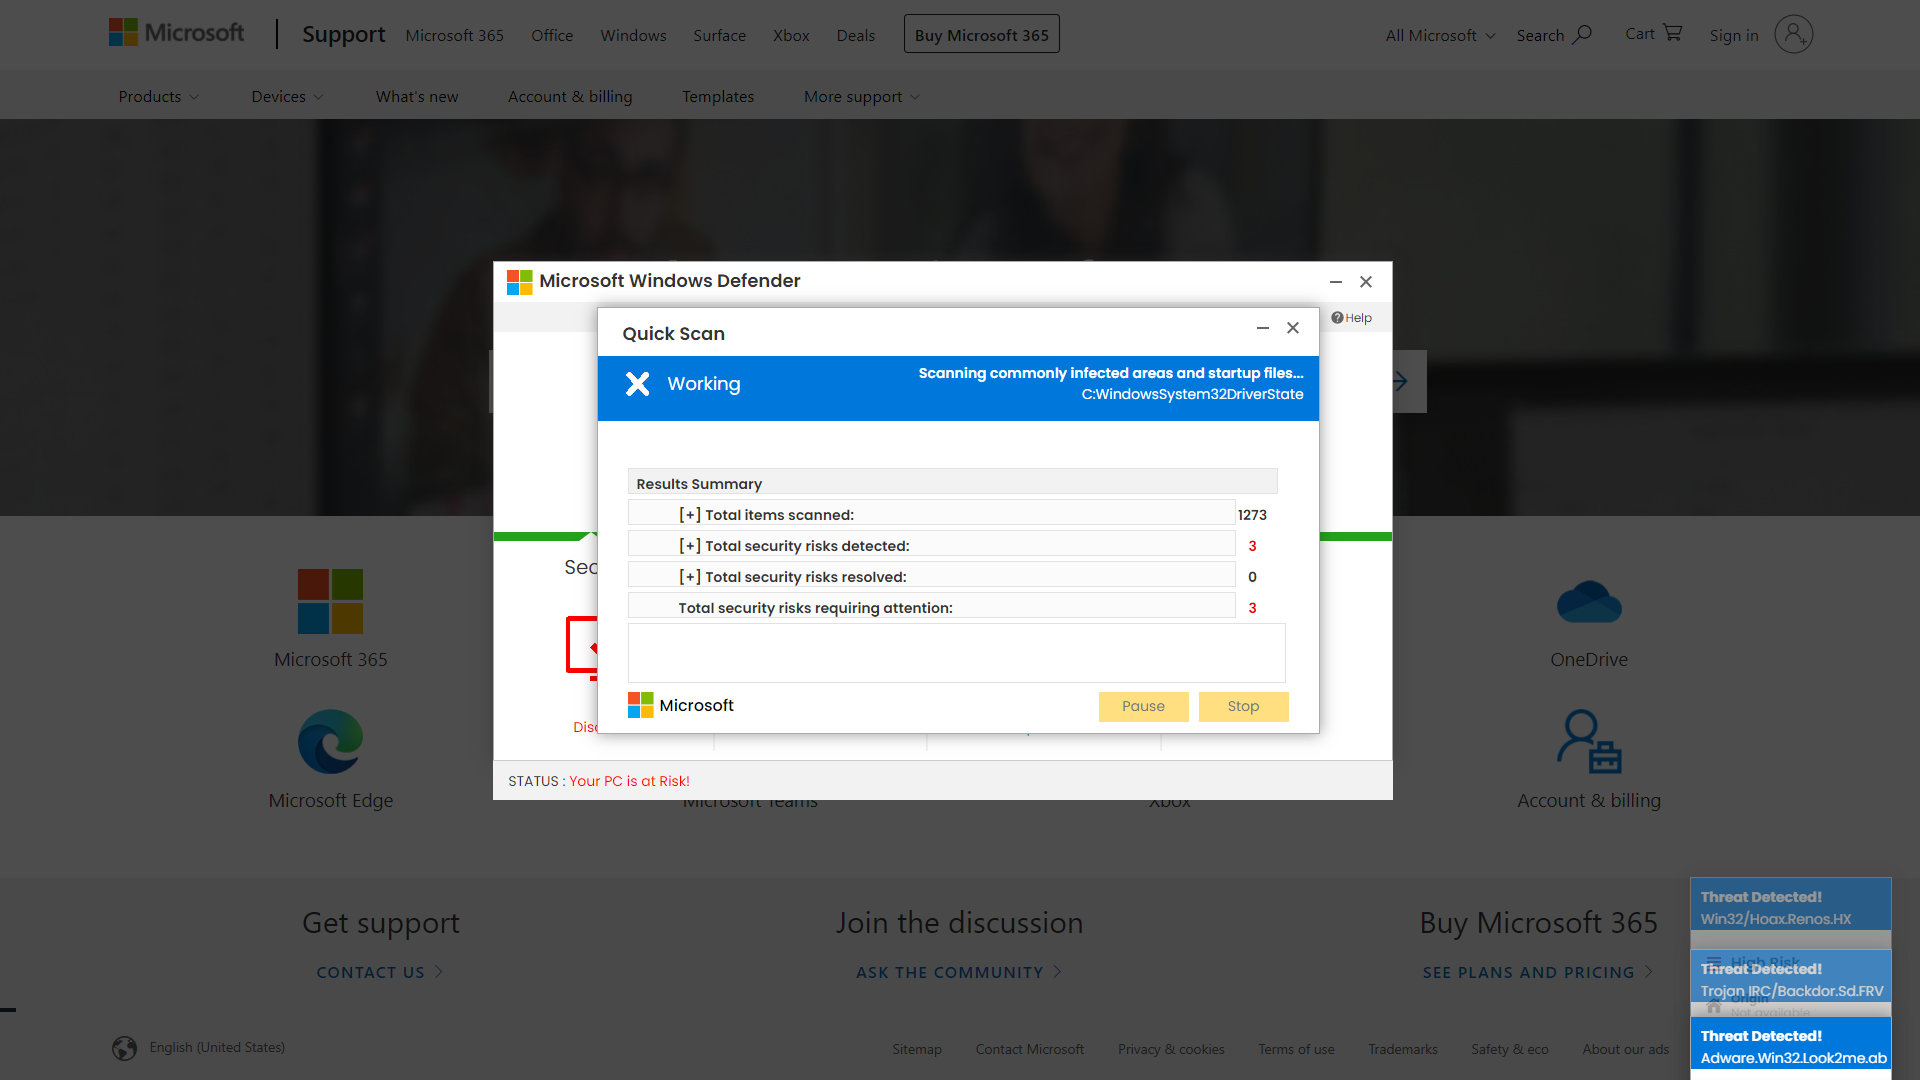 Microsoft
Support
Microsoft 365
Office
Windows
Surface
Xbox
Deals
Buy Microsoft 365
All Microsoft
Search
Cart
Sign in
Products
Devices
What's new
Account & billing
Templates
More support
Microsoft Windows Defender
Help
Quick Scan
Working
Scanning commonly infected areas and startup files...
C:WindowsSystem32DriverState
Results Summary
[+] Total items scanned: 1273
[+] Total security risks detected: 3
[+] Total security risks resolved: 0
Total security risks requiring attention: 3
Microsoft
Pause
Stop
Sec
Disc
STATUS : Your PC is at Risk!
Microsoft 365
OneDrive
Microsoft Edge
Microsoft Teams
Xbox
Account & billing
Get support
CONTACT US
Join the discussion
ASK THE COMMUNITY
Buy Microsoft 365
SEE PLANS AND PRICING
Threat Detected!
Win32/Hoax.Renos.HX
High Risk
Threat Detected!
Trojan IRC/Backdor.Sd.FRV
Origin
Not available
Threat Detected!
Adware.Win32.Look2me.ab
English (United States)
Sitemap
Contact Microsoft
Privacy & cookies
Terms of use
Trademarks
Safety & eco
About our ads